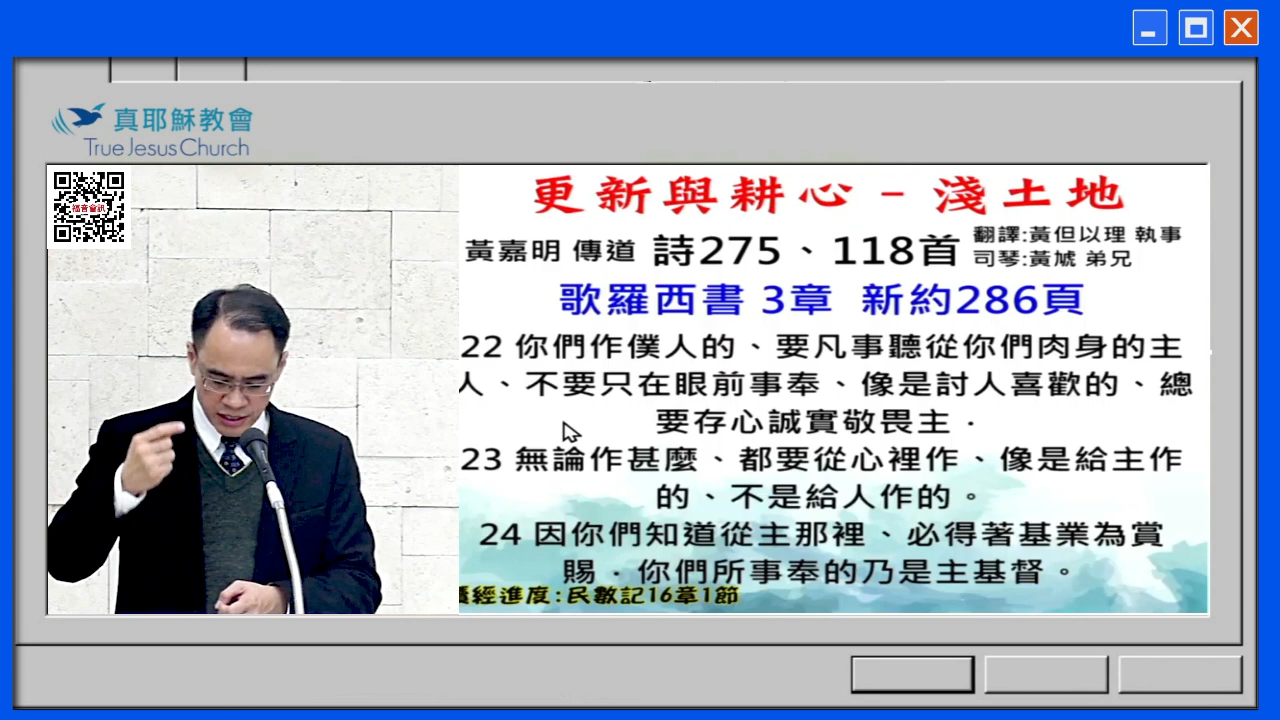 真耶穌教會
True Jesus Church
福音會訊
更新與耕心 - 淺土地
黃嘉明 傳道 詩275、118首
翻譯:黃但以理 執事
司琴:黃虓 弟兄
歌羅西書 3章 新約286頁
22 你們作僕人的、要凡事聽從你們肉身的主
人、不要只在眼前事奉、像是討人喜歡的、總
要存心誠實敬畏主．
23 無論作甚麼、都要從心裡作、像是給主作
的、不是給人作的。
24 因你們知道從主那裡、必得著基業為賞
賜．你們所事奉的乃是主基督。
經進度:民數記16章1節